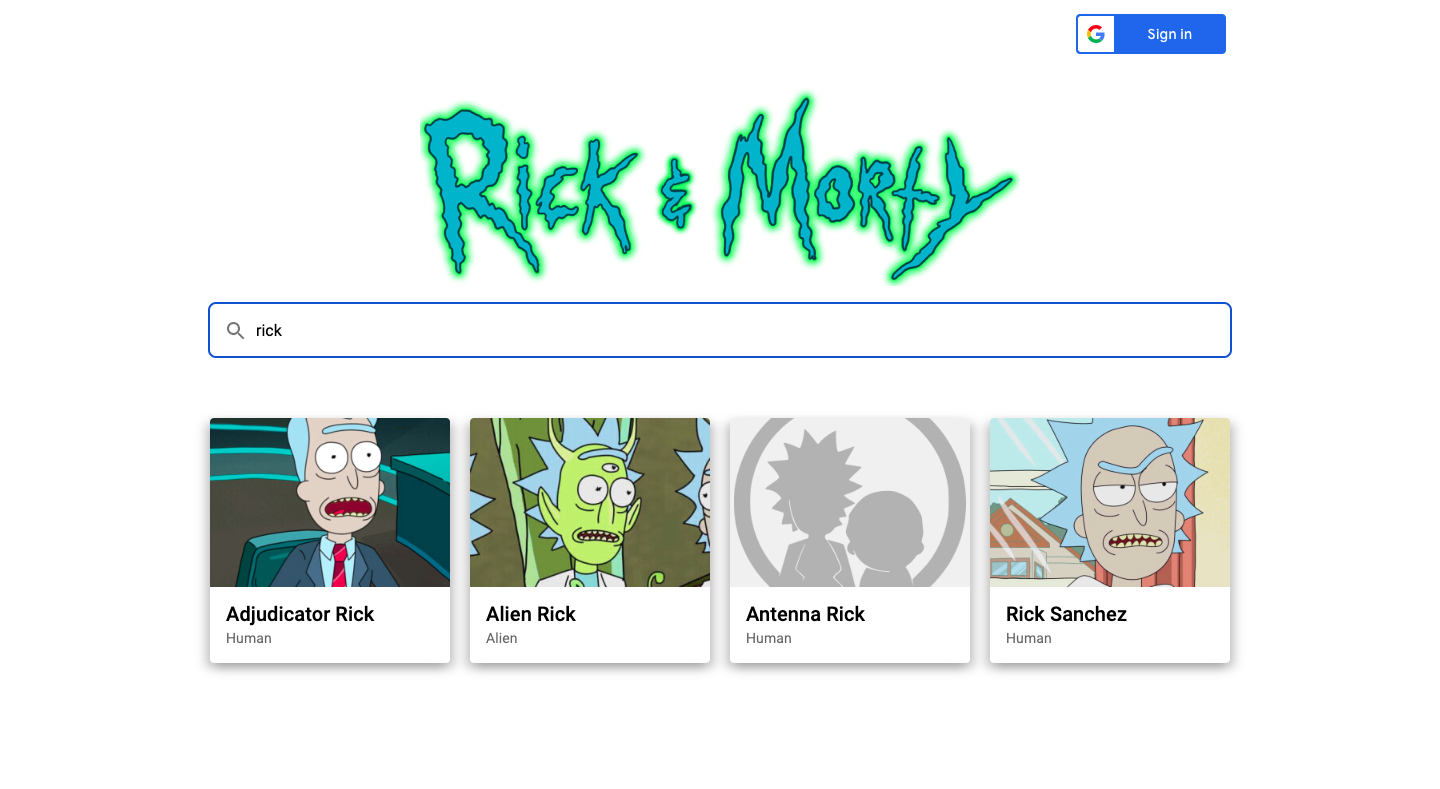 Sign in
Rick & Morty
rick
Adjudicator Rick
Human
Alien Rick
Alien
Antenna Rick
Human
Rick Sanchez
Human